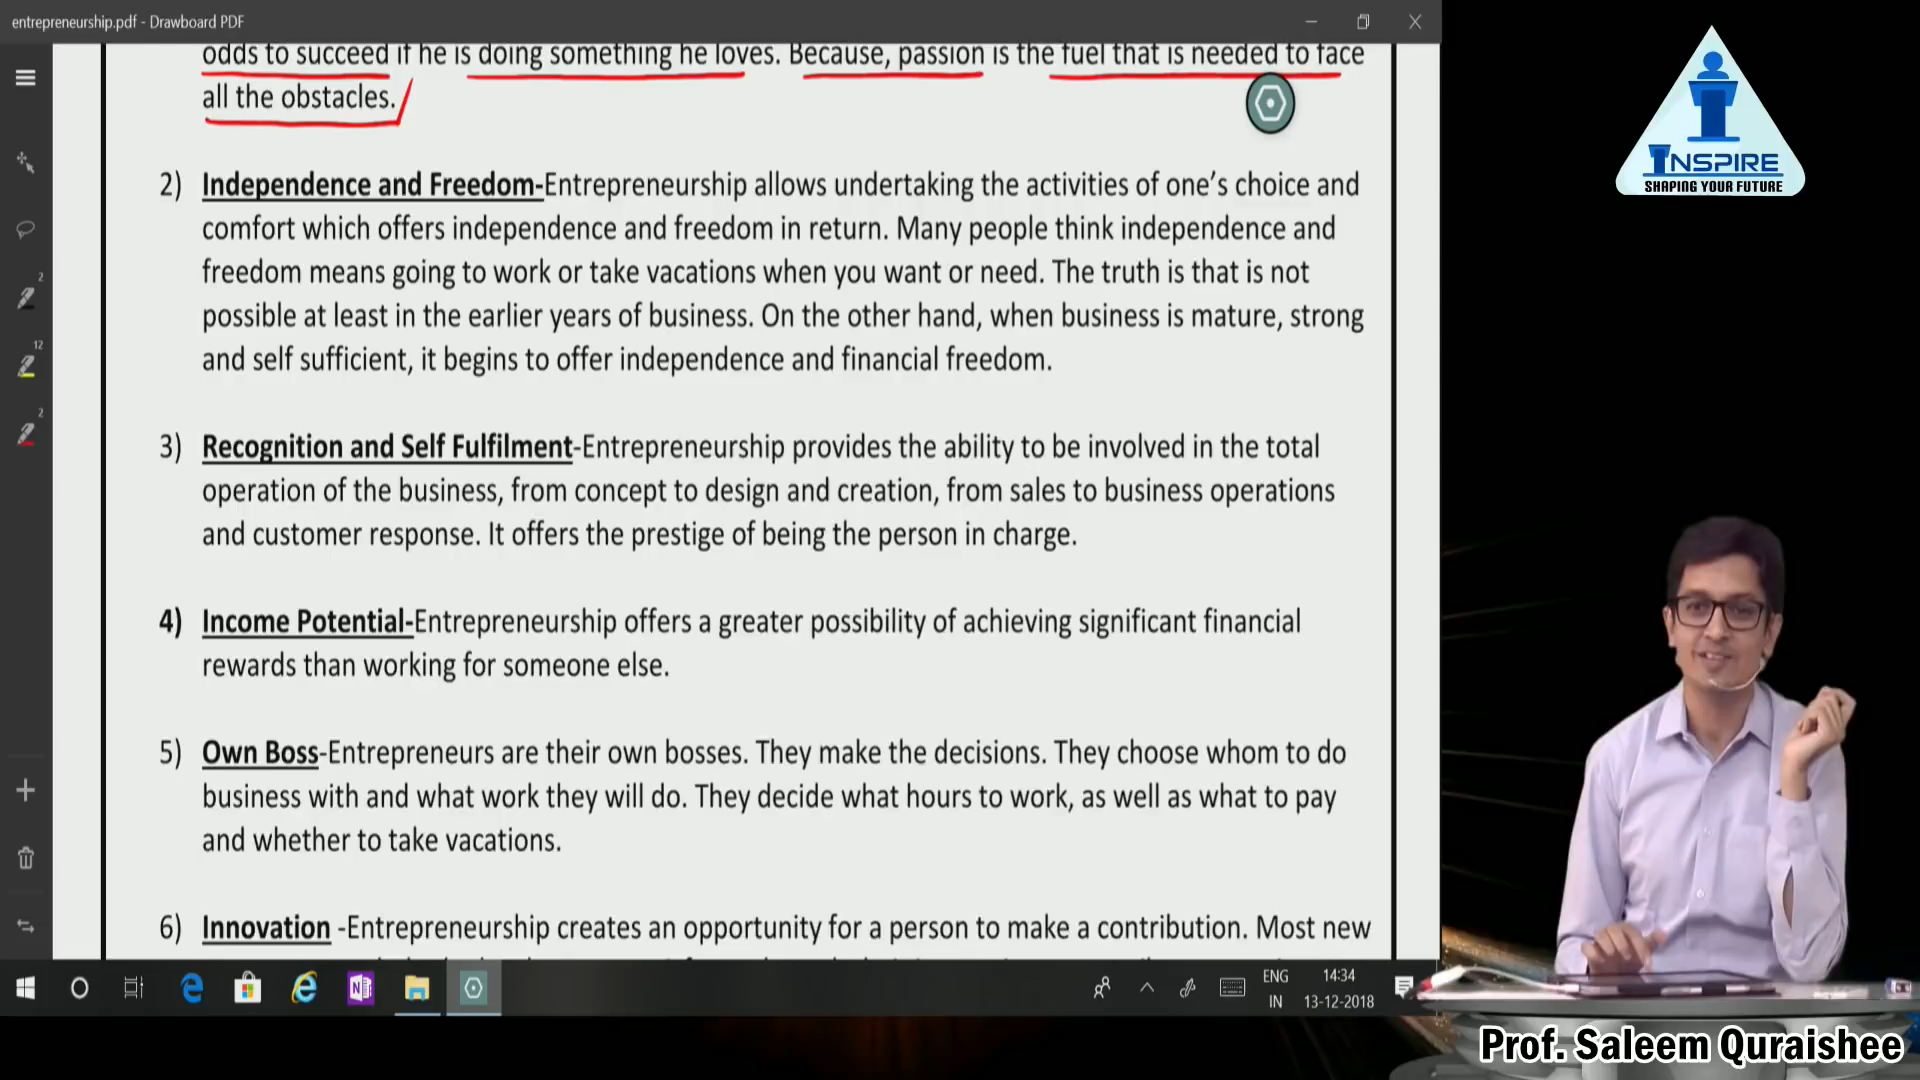 entrepreneurship.pdf - Drawboard PDF
odds to succeed if he is doing something he loves. Because, passion is the fuel that is needed to face
all the obstacles.
2) Independence and Freedom-Entrepreneurship allows undertaking the activities of one’s choice and
comfort which offers independence and freedom in return. Many people think independence and
freedom means going to work or take vacations when you want or need. The truth is that is not
possible at least in the earlier years of business. On the other hand, when business is mature, strong
and self sufficient, it begins to offer independence and financial freedom.
3) Recognition and Self Fulfilment-Entrepreneurship provides the ability to be involved in the total
operation of the business, from concept to design and creation, from sales to business operations
and customer response. It offers the prestige of being the person in charge.
4) Income Potential-Entrepreneurship offers a greater possibility of achieving significant financial
rewards than working for someone else.
5) Own Boss-Entrepreneurs are their own bosses. They make the decisions. They choose whom to do
business with and what work they will do. They decide what hours to work, as well as what to pay
and whether to take vacations.
6) Innovation -Entrepreneurship creates an opportunity for a person to make a contribution. Most new
2
12
2
ENG
IN
14:34
13-12-2018
INSPIRE
SHAPING YOUR FUTURE
Prof. Saleem Quraishee